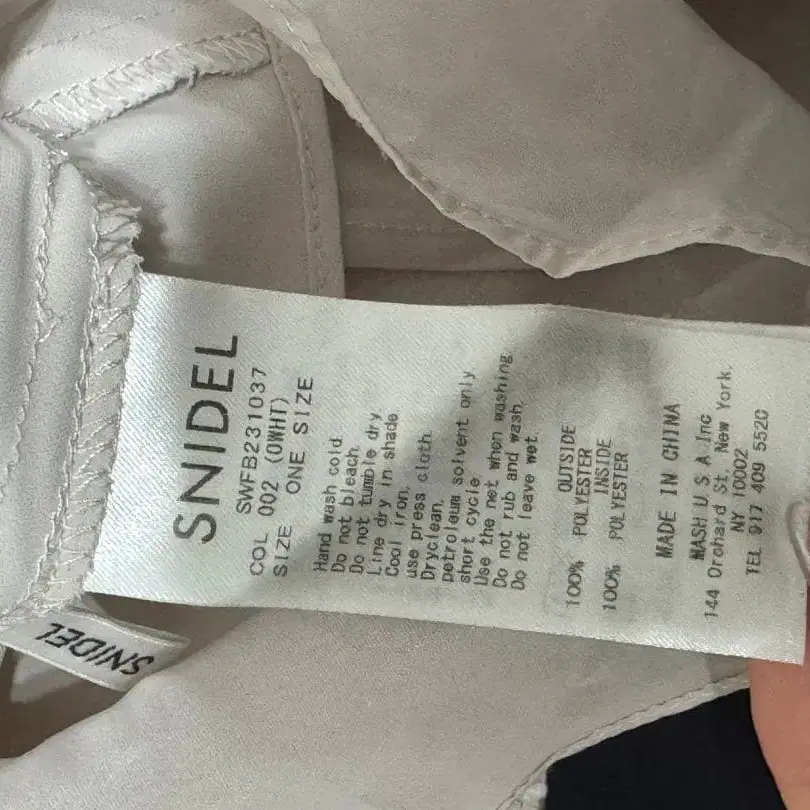 SNIDEL
SWFB231037
COL 002 (OWHT)
SIZE ONE SIZE
Hand wash cold.
Do not bleach.
Do not tumble dry.
Line dry in shade
Cool iron,
use press cloth.
Dryclean,
petroleum solvent only
short cycle
Use the net when washing.
Do not rub and wash.
Do not leave wet.
OUTSIDE
100% POLYESTER
INSIDE
100% POLYESTER
MADE IN CHINA
MASH U.S.A Inc
144 Orchard St, New York,
NY 10002
TEL 917 409 5520
SNIDEL